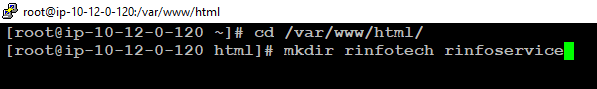 root@ip-10-12-0-120:/var/www/html
[root@ip-10-12-0-120 ~]# cd /var/www/html/
[root@ip-10-12-0-120 html]# mkdir rinfotech rinfoservice